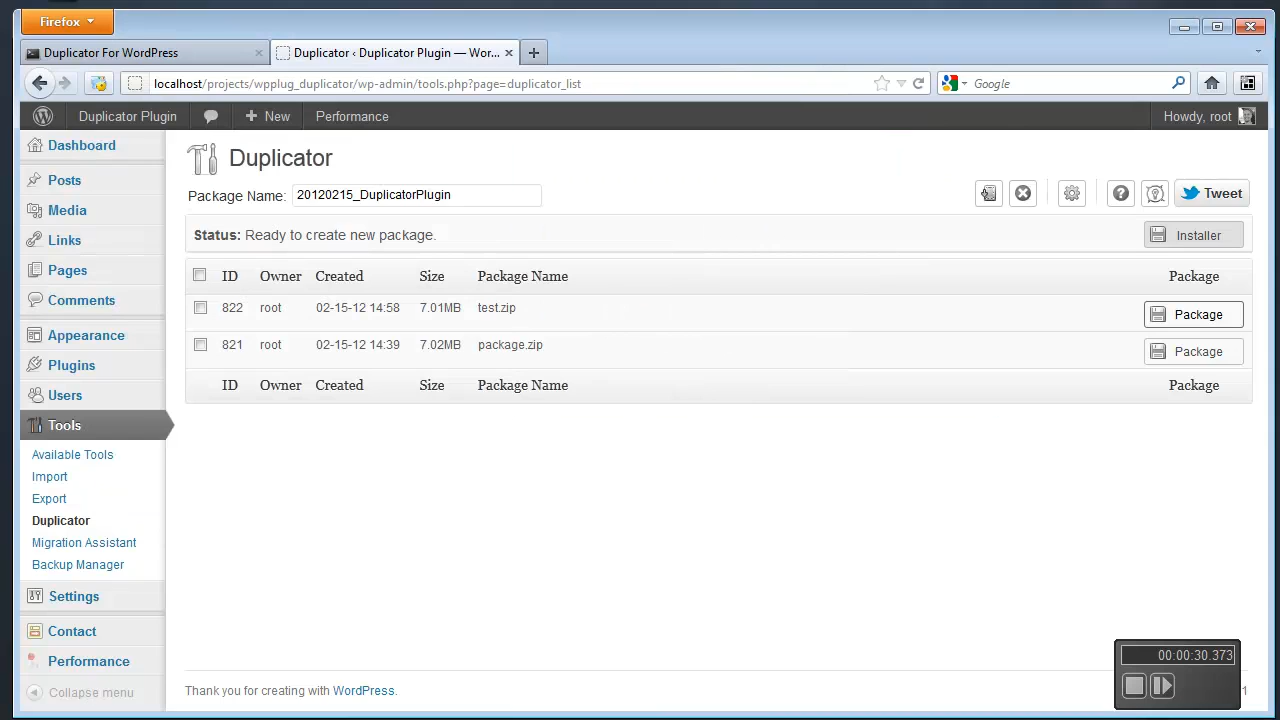 Firefox
Duplicator For WordPress
Duplicator ‹ Duplicator Plugin — Wor...
localhost/projects/wpplug_duplicator/wp-admin/tools.php?page=duplicator_list
Google
Duplicator Plugin
New
Performance
Howdy, root
Dashboard
Posts
Media
Links
Pages
Comments
Appearance
Plugins
Users
Tools
Available Tools
Import
Export
Duplicator
Migration Assistant
Backup Manager
Settings
Contact
Performance
Collapse menu
Duplicator
Package Name: 20120215_DuplicatorPlugin
Tweet
Status: Ready to create new package.
Installer
ID Owner Created Size Package Name Package
822 root 02-15-12 14:58 7.01MB test.zip Package
821 root 02-15-12 14:39 7.02MB package.zip Package
ID Owner Created Size Package Name Package
00:00:30.373
Thank you for creating with WordPress.
1